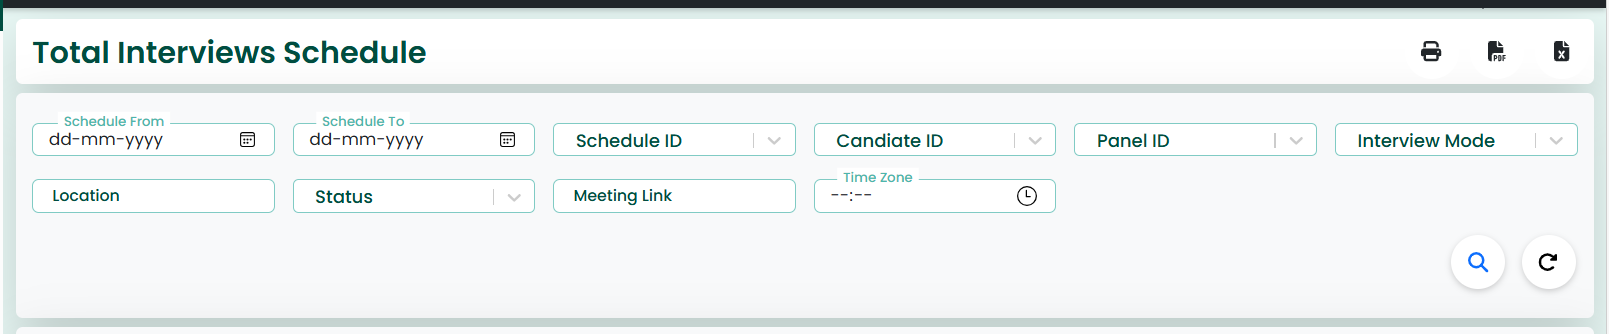 Total Interviews Schedule
PDF
X
Schedule From
dd-mm-yyyy
Schedule To
dd-mm-yyyy
Schedule ID
Candiate ID
Panel ID
Interview Mode
Location
Status
Meeting Link
Time Zone
--:--